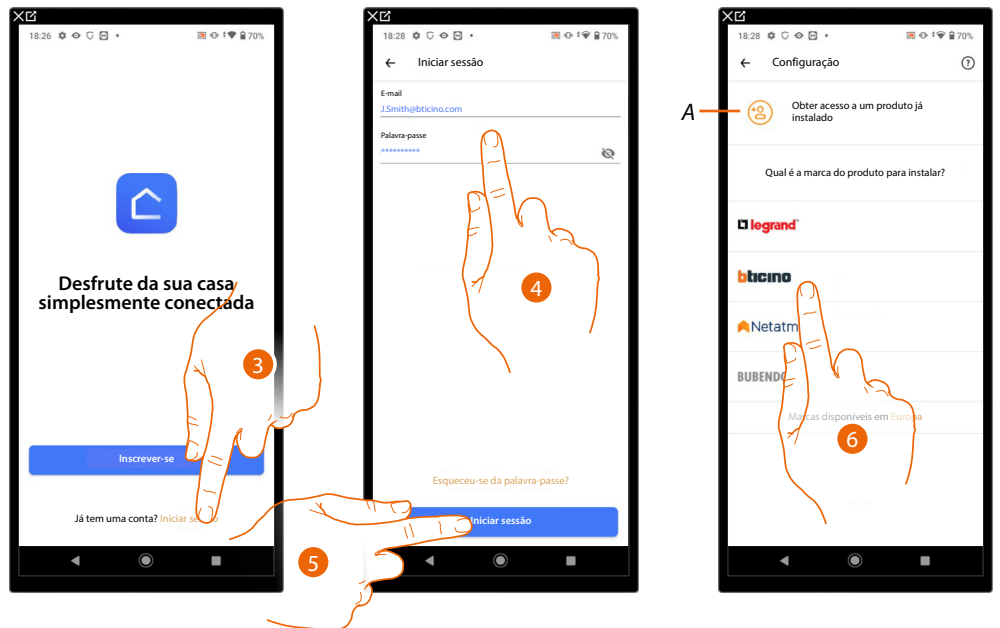 18:26
70%
Desfrute da sua casa
simplesmente conectada
3
Inscrever-se
Já tem uma conta? Iniciar
18:28
70%
Iniciar sessão
E-mail
J.Smith@bticino.com
Palavra-passe
**********
4
Esqueceu-se da palavra-passe?
Iniciar sessão
5
18:28
70%
Configuração
?
A
Obter acesso a um produto já
instalado
Qual é a marca do produto para instalar?
legrand
bticino
Netatm
BUBEND
Marcas disponíveis em Europa
6